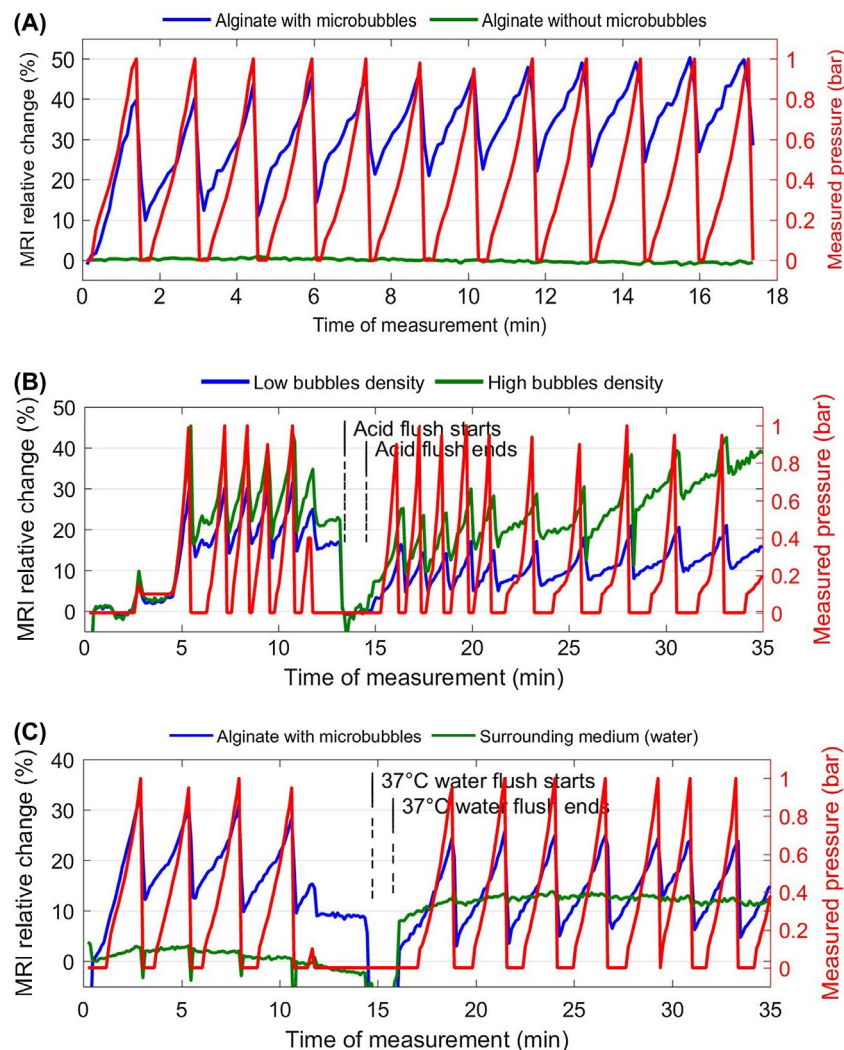 (A)
Alginate with microbubbles Alginate without microbubbles
MRI relative change (%)
50
40
30
20
10
0
1
0.8
0.6
0.4
0.2
0
Measured pressure (bar)
0 2 4 6 8 10 12 14 16 18
Time of measurement (min)
(B)
Low bubbles density High bubbles density
MRI relative change (%)
50
40
30
20
10
0
Acid flush starts
Acid flush ends
1
0.8
0.6
0.4
0.2
0
Measured pressure (bar)
0 5 10 15 20 25 30 35
Time of measurement (min)
(C)
Alginate with microbubbles Surrounding medium (water)
MRI relative change (%)
40
30
20
10
0
37°C water flush starts
37°C water flush ends
1
0.8
0.6
0.4
0.2
0
Measured pressure (bar)
0 5 10 15 20 25 30 35
Time of measurement (min)